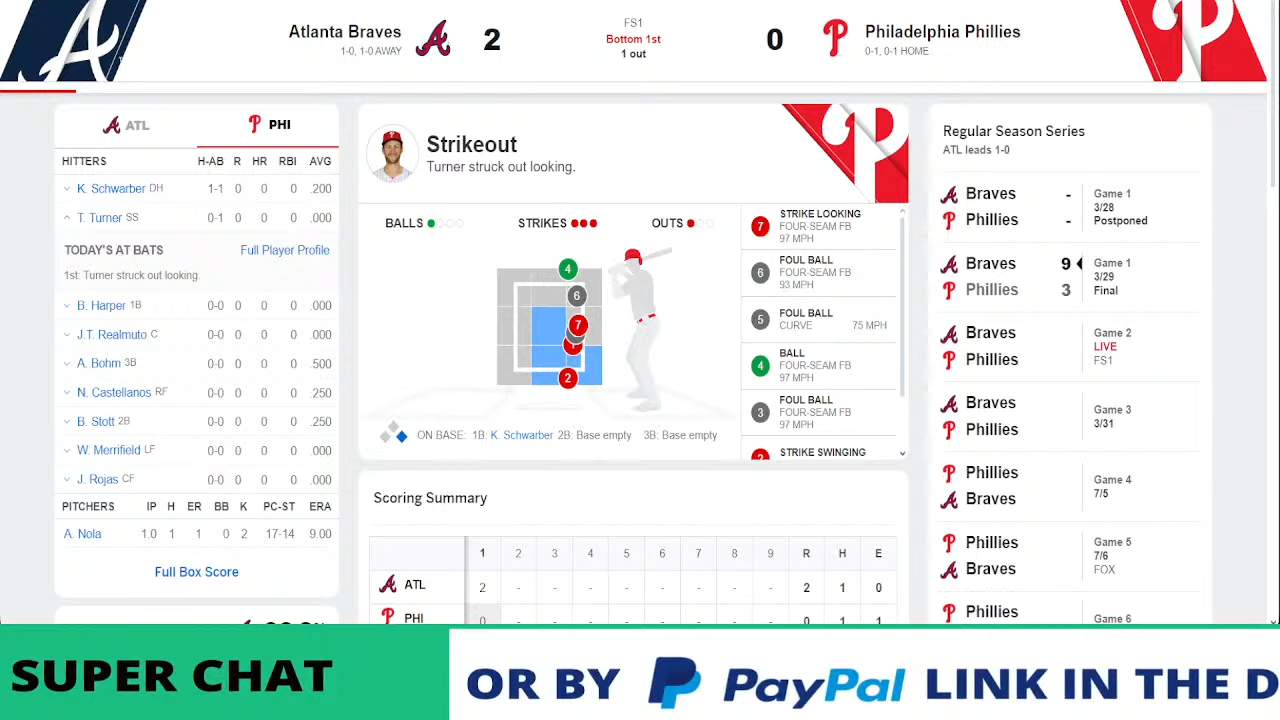 Atlanta Braves
1-0, 1-0 AWAY
2
FS1
Bottom 1st
1 out
0
Philadelphia Phillies
0-1, 0-1 HOME
ATL
PHI
HITTERS H-AB R HR RBI AVG
K. Schwarber DH 1-1 0 0 0 .200
T. Turner SS 0-1 0 0 0 .000
TODAY'S AT BATS Full Player Profile
1st: Turner struck out looking.
B. Harper 1B 0-0 0 0 0 .000
J.T. Realmuto C 0-0 0 0 0 .000
A. Bohm 3B 0-0 0 0 0 .500
N. Castellanos RF 0-0 0 0 0 .250
B. Stott 2B 0-0 0 0 0 .250
W. Merrifield LF 0-0 0 0 0 .000
J. Rojas CF 0-0 0 0 0 .000
PITCHERS IP H ER BB K PC-ST ERA
A. Nola 1.0 1 1 0 2 17-14 9.00
Full Box Score
Strikeout
Turner struck out looking.
BALLS STRIKES OUTS
4
6
7
1
2
ON BASE: 1B: K. Schwarber 2B: Base empty 3B: Base empty
7 STRIKE LOOKING
FOUR-SEAM FB
97 MPH
6 FOUL BALL
FOUR-SEAM FB
93 MPH
5 FOUL BALL
CURVE 75 MPH
4 BALL
FOUR-SEAM FB
97 MPH
3 FOUL BALL
FOUR-SEAM FB
97 MPH
2 STRIKE SWINGING
Scoring Summary
1 2 3 4 5 6 7 8 9 R H E
ATL 2 - - - - - - - - 2 1 0
PHI 0 - - - - - - - - 0 1 1
Regular Season Series
ATL leads 1-0
Braves - Game 1
3/28
Phillies - Postponed
Braves 9 Game 1
3/29
Phillies 3 Final
Braves Game 2
LIVE
Phillies FS1
Braves Game 3
Phillies 3/31
Phillies Game 4
Braves 7/5
Phillies Game 5
7/6
Braves FOX
Phillies Game 6
SUPER CHAT
OR BY PayPal LINK IN THE D